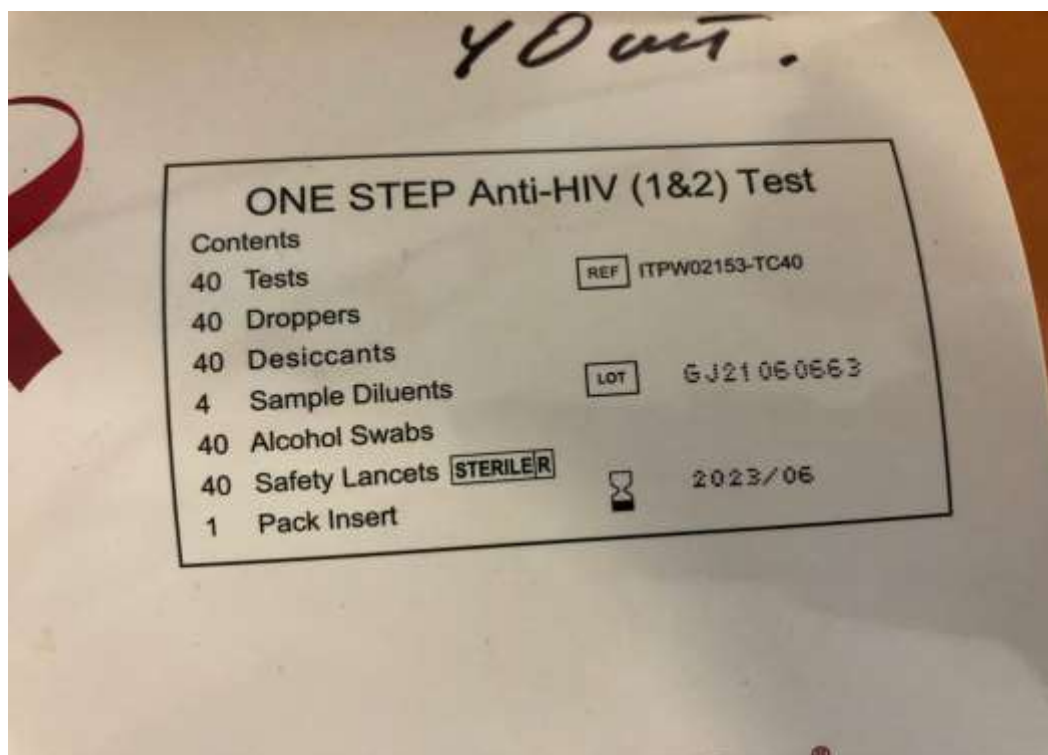 40 шт.
ONE STEP Anti-HIV (1&2) Test
Contents
40 Tests
REF ITPW02153-TC40
40 Droppers
40 Desiccants
4 Sample Diluents
LOT GJ21060663
40 Alcohol Swabs
40 Safety Lancets STERILE R
2023/06
1 Pack Insert
®